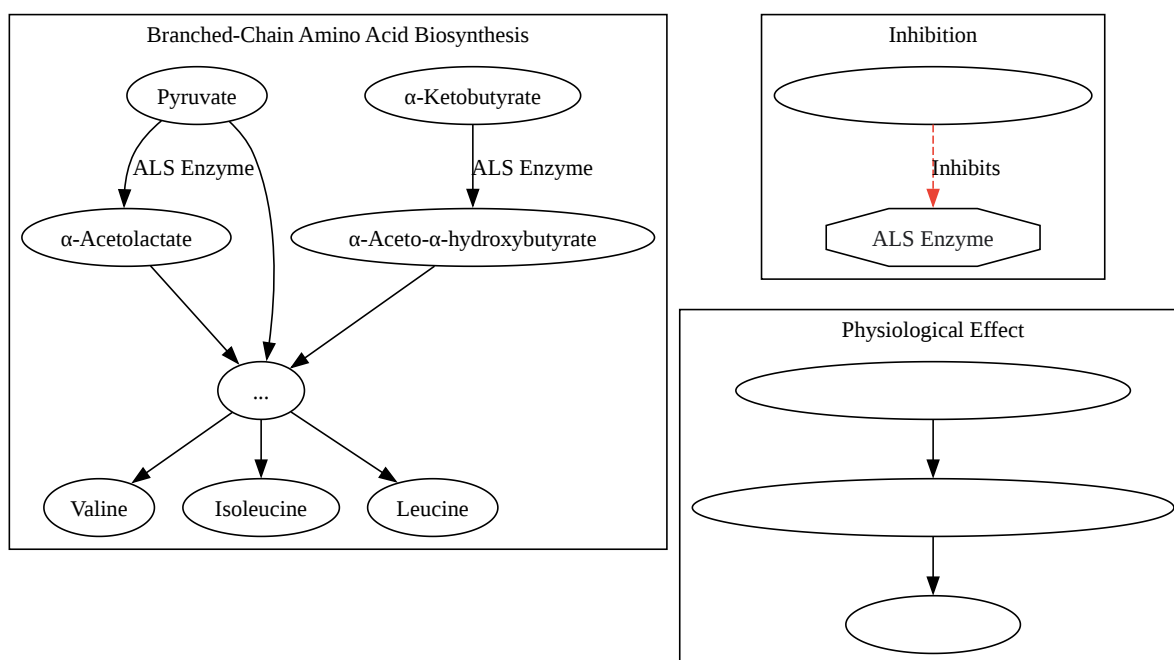 Branched-Chain Amino Acid Biosynthesis
Pyruvate
α-Ketobutyrate
ALS Enzyme
ALS Enzyme
α-Acetolactate
α-Aceto-α-hydroxybutyrate
...
Valine
Isoleucine
Leucine
Inhibition
Inhibits
ALS Enzyme
Physiological Effect